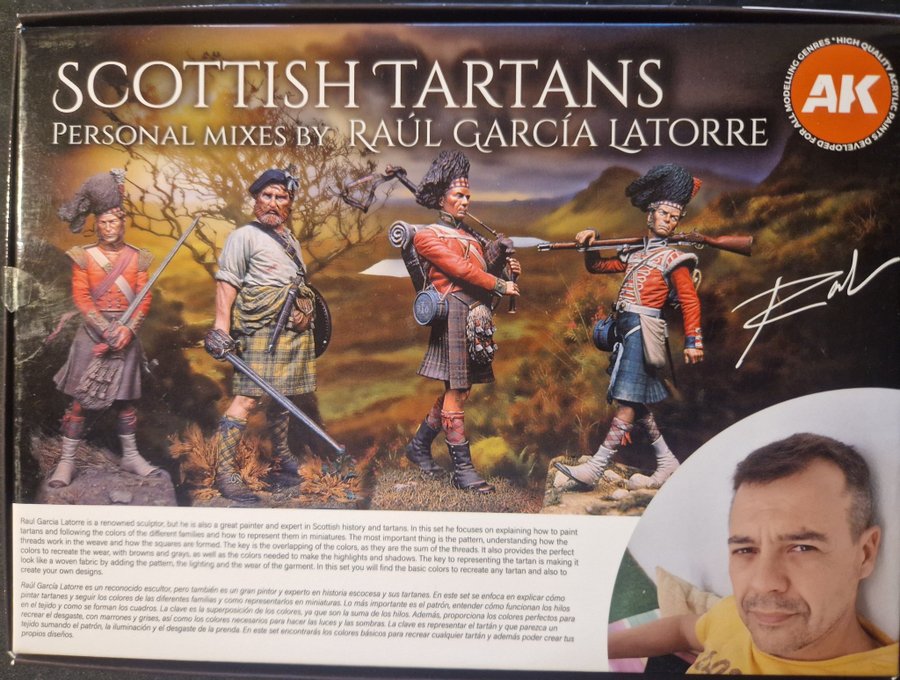 SCOTTISH TARTANS
PERSONAL MIXES BY RAÚL GARCÍA LATORRE
AK
HIGH QUALITY ACRYLIC PAINTS DEVELOPED FOR ALL MODELLING GENRES *
Raul Garcia Latorre is a renowned sculptor, but he is also a great painter and expert in Scottish history and tartans. In this set he focuses on explaining how to paint
tartans and following the colors of the different families and how to represent them in miniatures. The most important thing is the pattern, understanding how the
threads work in the weave and how the squares are formed. The key is the overlapping of the colors, as they are the sum of the threads. It also provides the perfect
colors to recreate the wear, with browns and grays, as well as the colors needed to make the highlights and shadows. The key to representing the tartan is making it
look like a woven fabric by adding the pattern, the lighting and the wear of the garment. In this set you will find the basic colors to recreate any tartan and also to
create your own designs.
Raúl García Latorre es un reconocido escultor, pero también es un gran pintor y experto en historia escocesa y sus tartanes. En este set se enfoca en explicar cómo
pintar tartanes y seguir los colores de las diferentes familias y como representarlos en miniaturas. Lo más importante es el patrón, entender cómo funcionan los hilos
en el tejido y como se forman los cuadros. La clave es la superposición de los colores, ya que son la suma de los hilos. Además, proporciona los colores perfectos para
recrear el desgaste, con marrones y grises, así como los colores necesarios para hacer las luces y las sombras. La clave es representar el tartán y que parezca un
tejido sumando el patrón, la iluminación y el desgaste de la prenda. En este set encontrarás los colores básicos para recrear cualquier tartán y además poder crear tus
propios diseños.